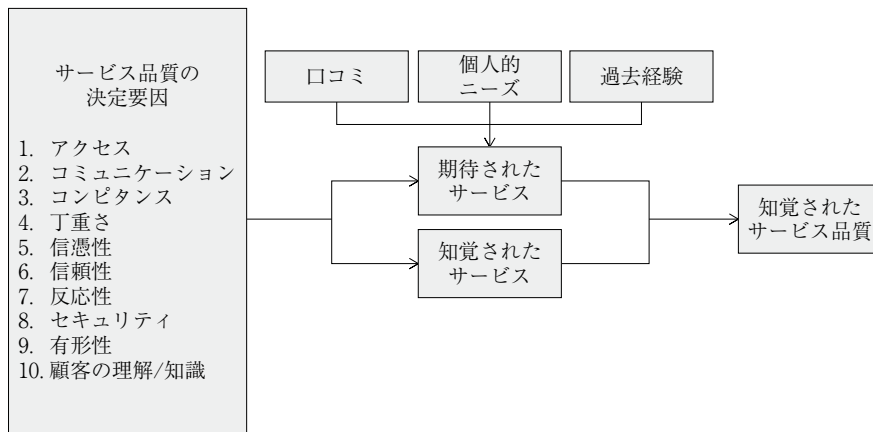 サービス品質の
決定要因
1. アクセス
2. コミュニケーション
3. コンピタンス
4. 丁重さ
5. 信憑性
6. 信頼性
7. 反応性
8. セキュリティ
9. 有形性
10. 顧客の理解/知識
口コミ
個人的
ニーズ
過去経験
期待された
サービス
知覚された
サービス
知覚された
サービス品質